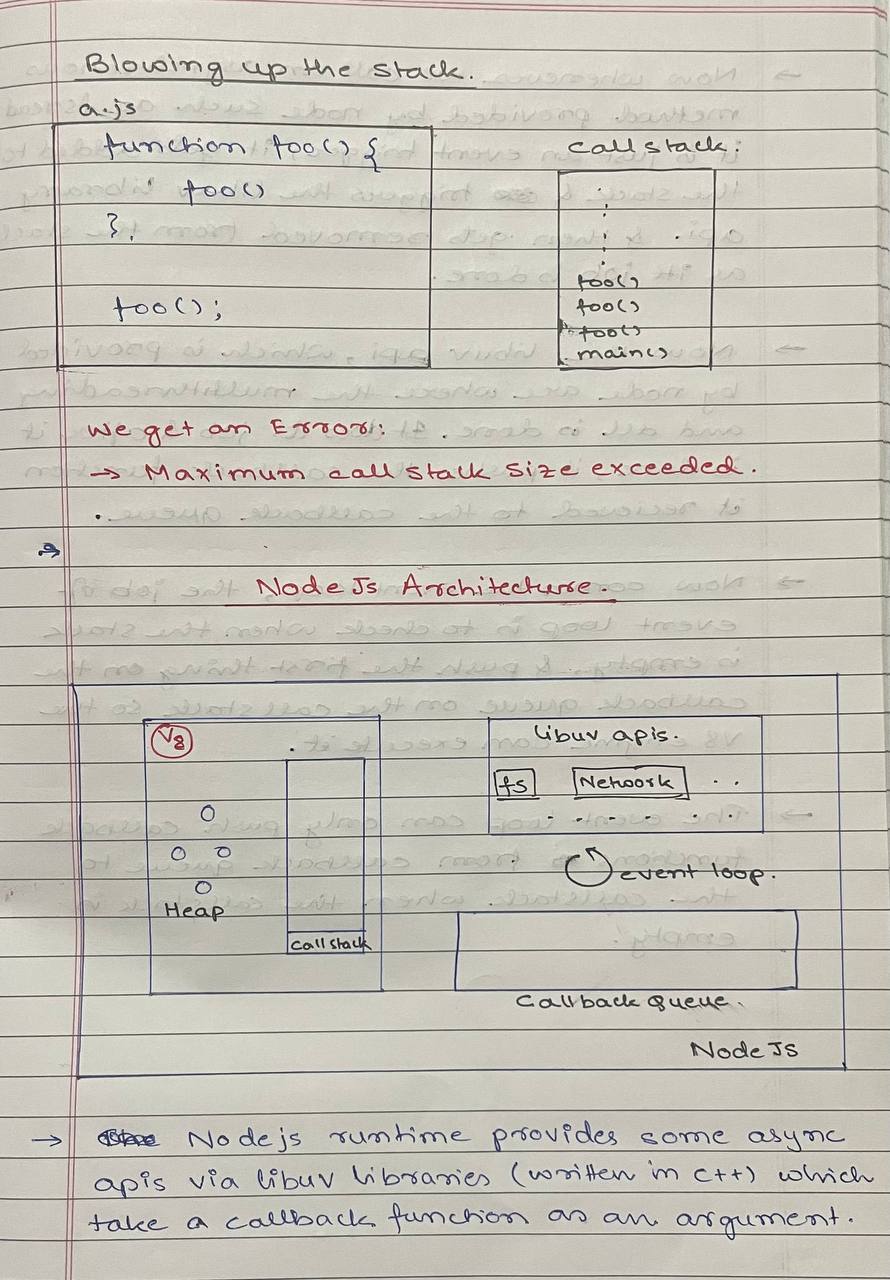 Blowing up the stack.
a.js
function foo() {
foo()
}.
foo();
call stack:
foo()
foo()
foo()
main()
We get an Error:
→ Maximum call stack size exceeded.
Node Js Architecture.
V8
Heap
call stack
libuv apis.
fs Network ..
event loop.
Callback Queue.
Node JS
→ Node js runtime provides some async
apis via libuv libraries (written in c++) which
take a callback function as an argument.